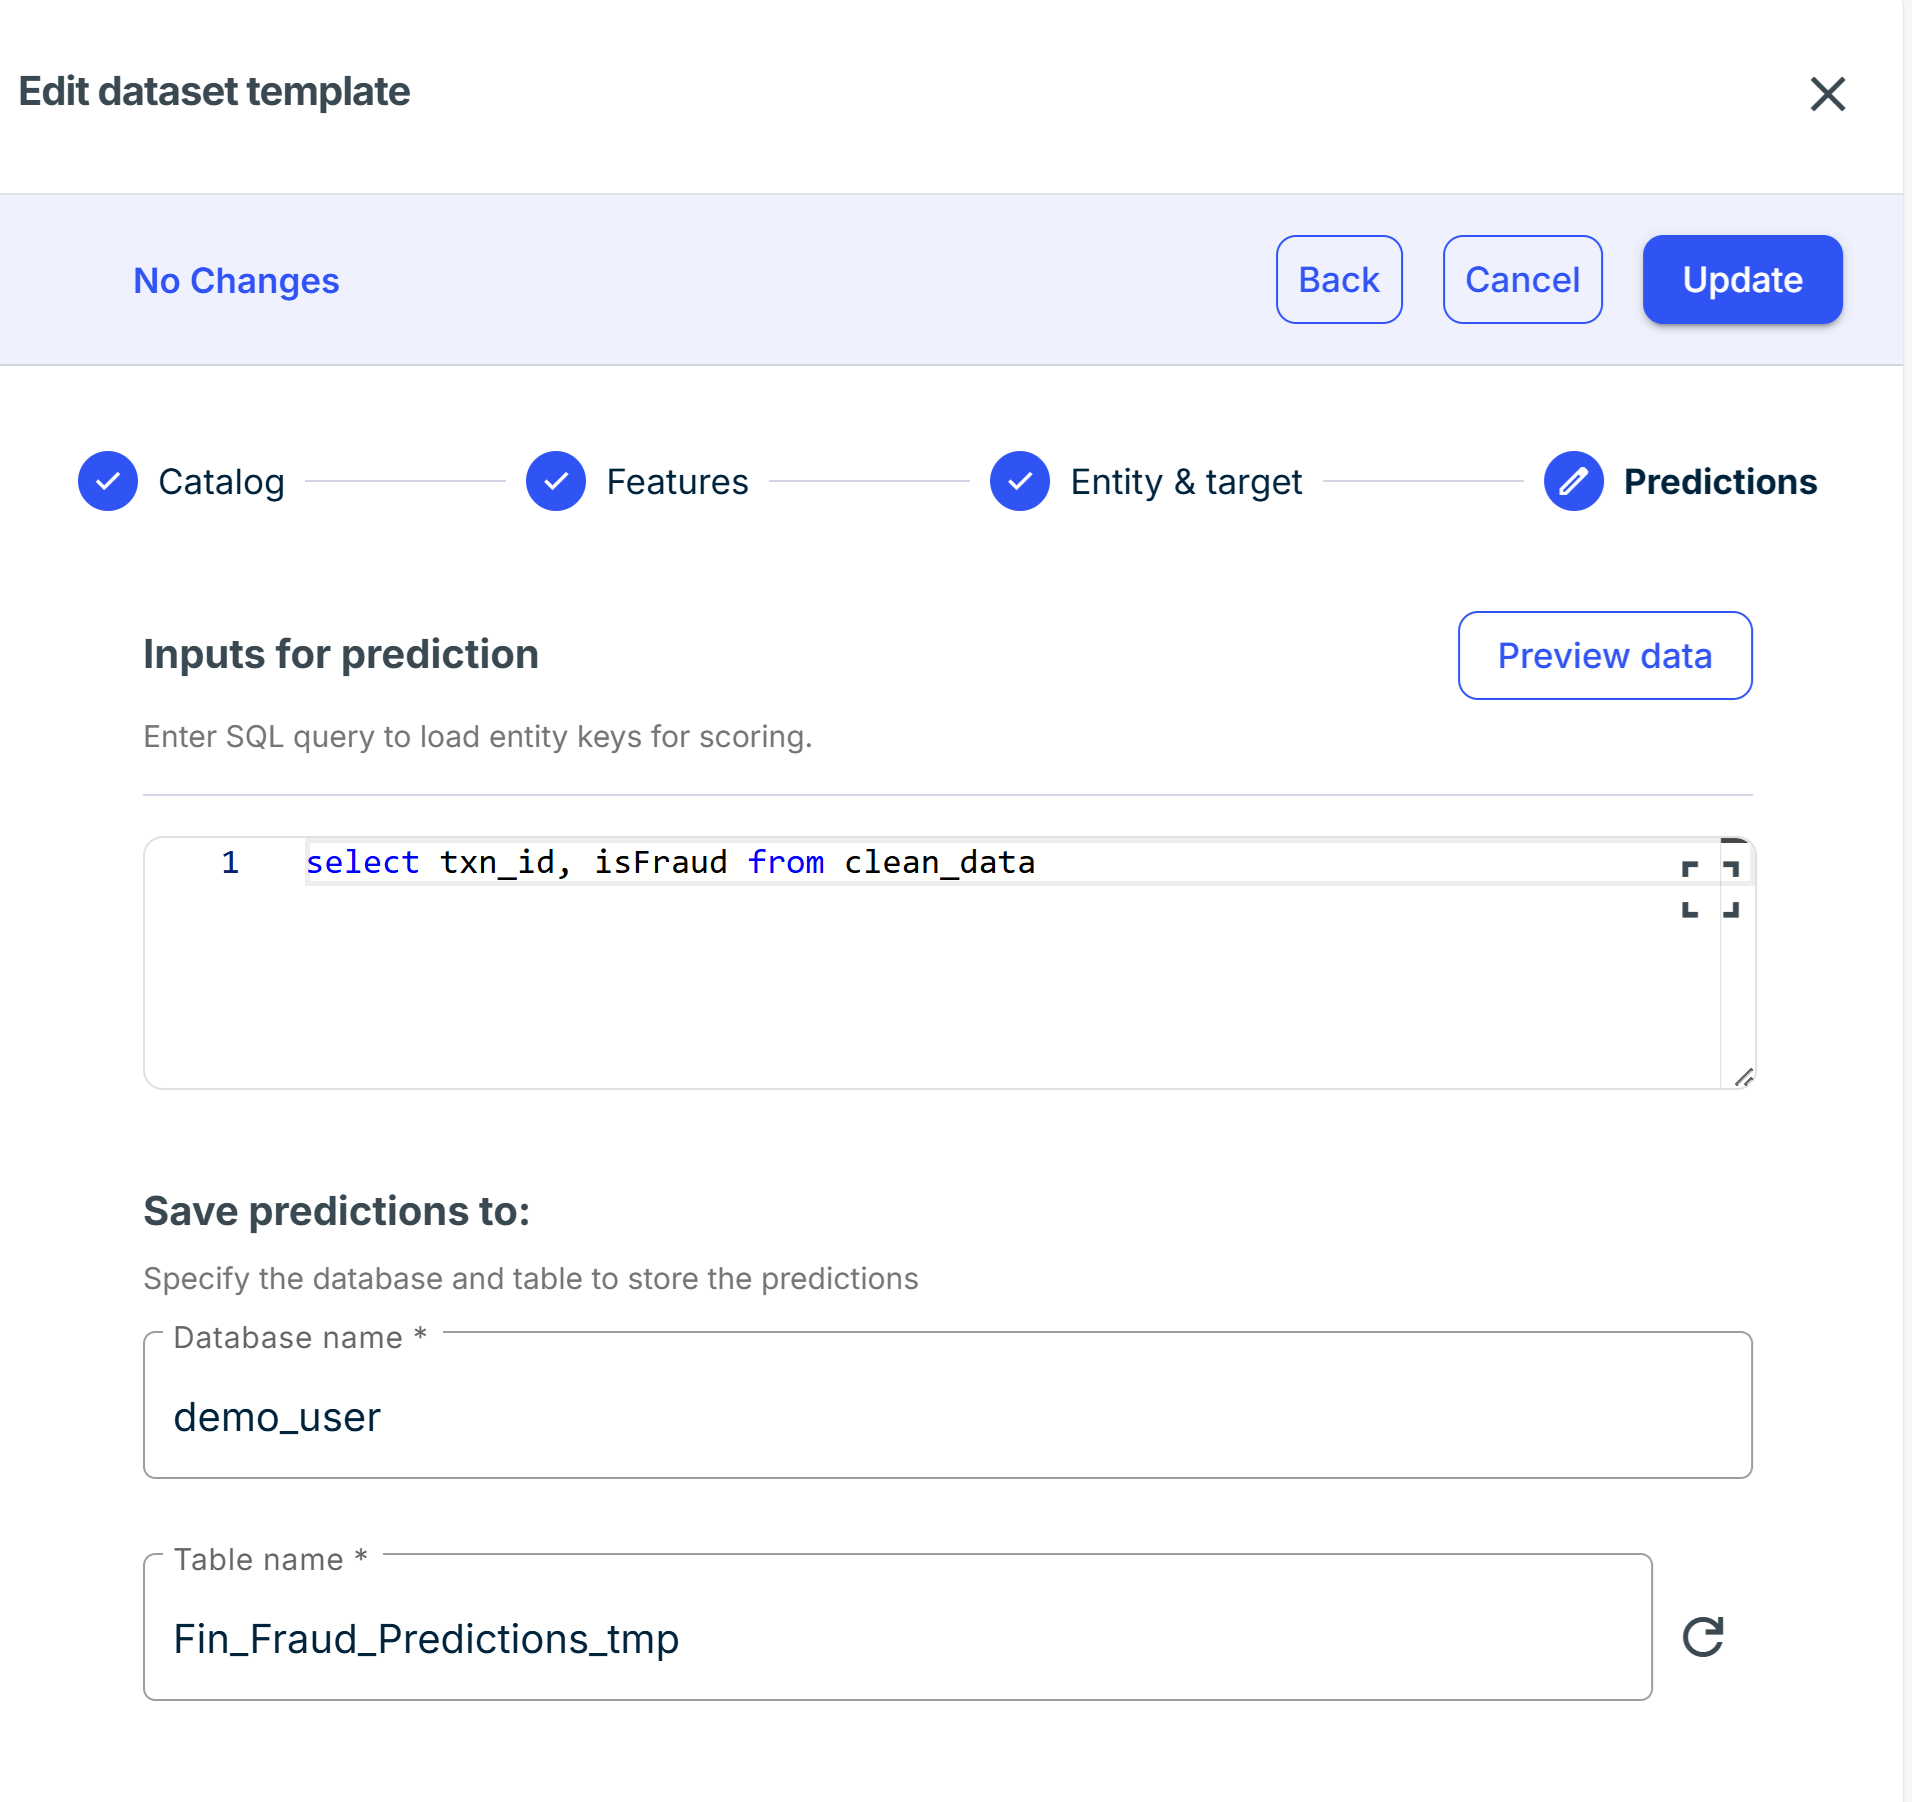 Edit dataset template
No Changes
Back
Cancel
Update
Catalog
Features
Entity & target
Predictions
Inputs for prediction
Preview data
Enter SQL query to load entity keys for scoring.
1 select txn_id, isFraud from clean_data
Save predictions to:
Specify the database and table to store the predictions
Database name *
demo_user
Table name *
Fin_Fraud_Predictions_tmp